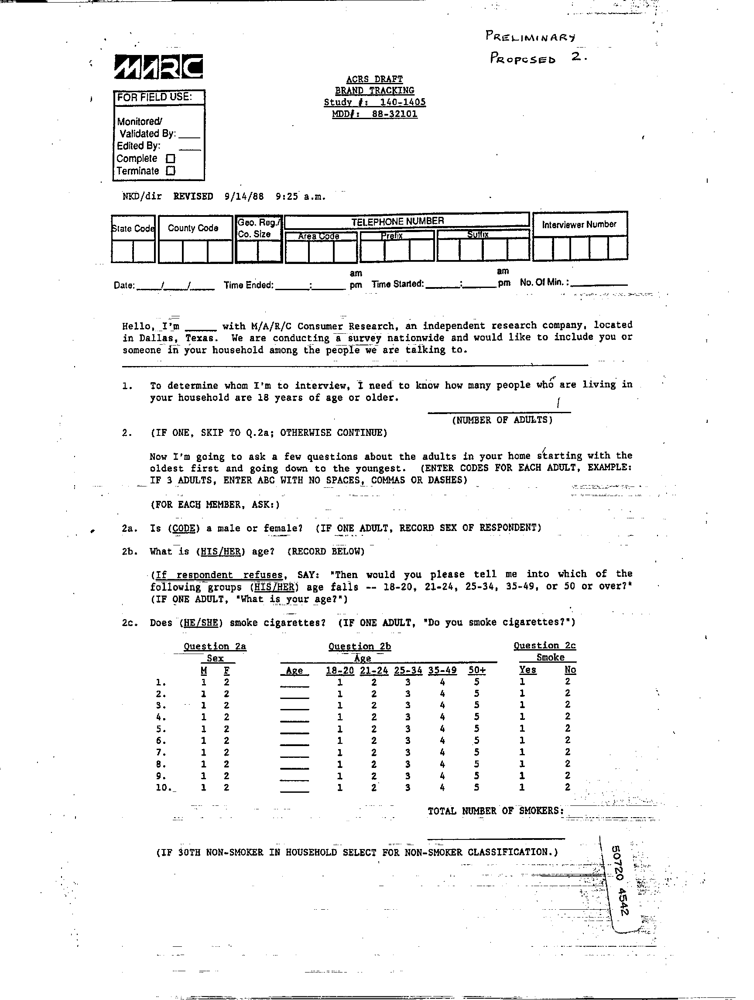 PRELIMINARY
PROPOSED 2.
MARC
ACRS DRAFT
BRAND TRACKING
Study #: 140-1405
MDD#: 88-32101
FOR FIELD USE:
Monitored/
Validated By: ____
Edited By: ____
Complete ☐
Terminate ☐
NKD/dir REVISED 9/14/88 9:25 a.m.
State Code County Code Geo. Reg./ TELEPHONE NUMBER Interviewer Number
Co. Size Area Code Prefix Suffix
am am
Date: ____/____/____ Time Ended: ______:______ pm Time Started: ______:______ pm No. Of Min. : __________
Hello, I'm _____ with M/A/R/C Consumer Research, an independent research company, located
in Dallas, Texas. We are conducting a survey nationwide and would like to include you or
someone in your household among the people we are talking to.
1. To determine whom I'm to interview, I need to know how many people who are living in
your household are 18 years of age or older.
(NUMBER OF ADULTS)
2. (IF ONE, SKIP TO Q.2a; OTHERWISE CONTINUE)
Now I'm going to ask a few questions about the adults in your home starting with the
oldest first and going down to the youngest. (ENTER CODES FOR EACH ADULT, EXAMPLE:
IF 3 ADULTS, ENTER ABC WITH NO SPACES, COMMAS OR DASHES)
(FOR EACH MEMBER, ASK:)
2a. Is (CODE) a male or female? (IF ONE ADULT, RECORD SEX OF RESPONDENT)
2b. What is (HIS/HER) age? (RECORD BELOW)
(If respondent refuses, SAY: "Then would you please tell me into which of the
following groups (HIS/HER) age falls -- 18-20, 21-24, 25-34, 35-49, or 50 or over?"
(IF ONE ADULT, "What is your age?")
2c. Does (HE/SHE) smoke cigarettes? (IF ONE ADULT, "Do you smoke cigarettes?")
Question 2a Question 2b Question 2c
Sex Age Smoke
M F Age 18-20 21-24 25-34 35-49 50+ Yes No
1. 1 2 ____ 1 2 3 4 5 1 2
2. 1 2 ____ 1 2 3 4 5 1 2
3. 1 2 ____ 1 2 3 4 5 1 2
4. 1 2 ____ 1 2 3 4 5 1 2
5. 1 2 ____ 1 2 3 4 5 1 2
6. 1 2 ____ 1 2 3 4 5 1 2
7. 1 2 ____ 1 2 3 4 5 1 2
8. 1 2 ____ 1 2 3 4 5 1 2
9. 1 2 ____ 1 2 3 4 5 1 2
10. 1 2 ____ 1 2 3 4 5 1 2
TOTAL NUMBER OF SMOKERS:
(IF 30TH NON-SMOKER IN HOUSEHOLD SELECT FOR NON-SMOKER CLASSIFICATION.)
50720 4542